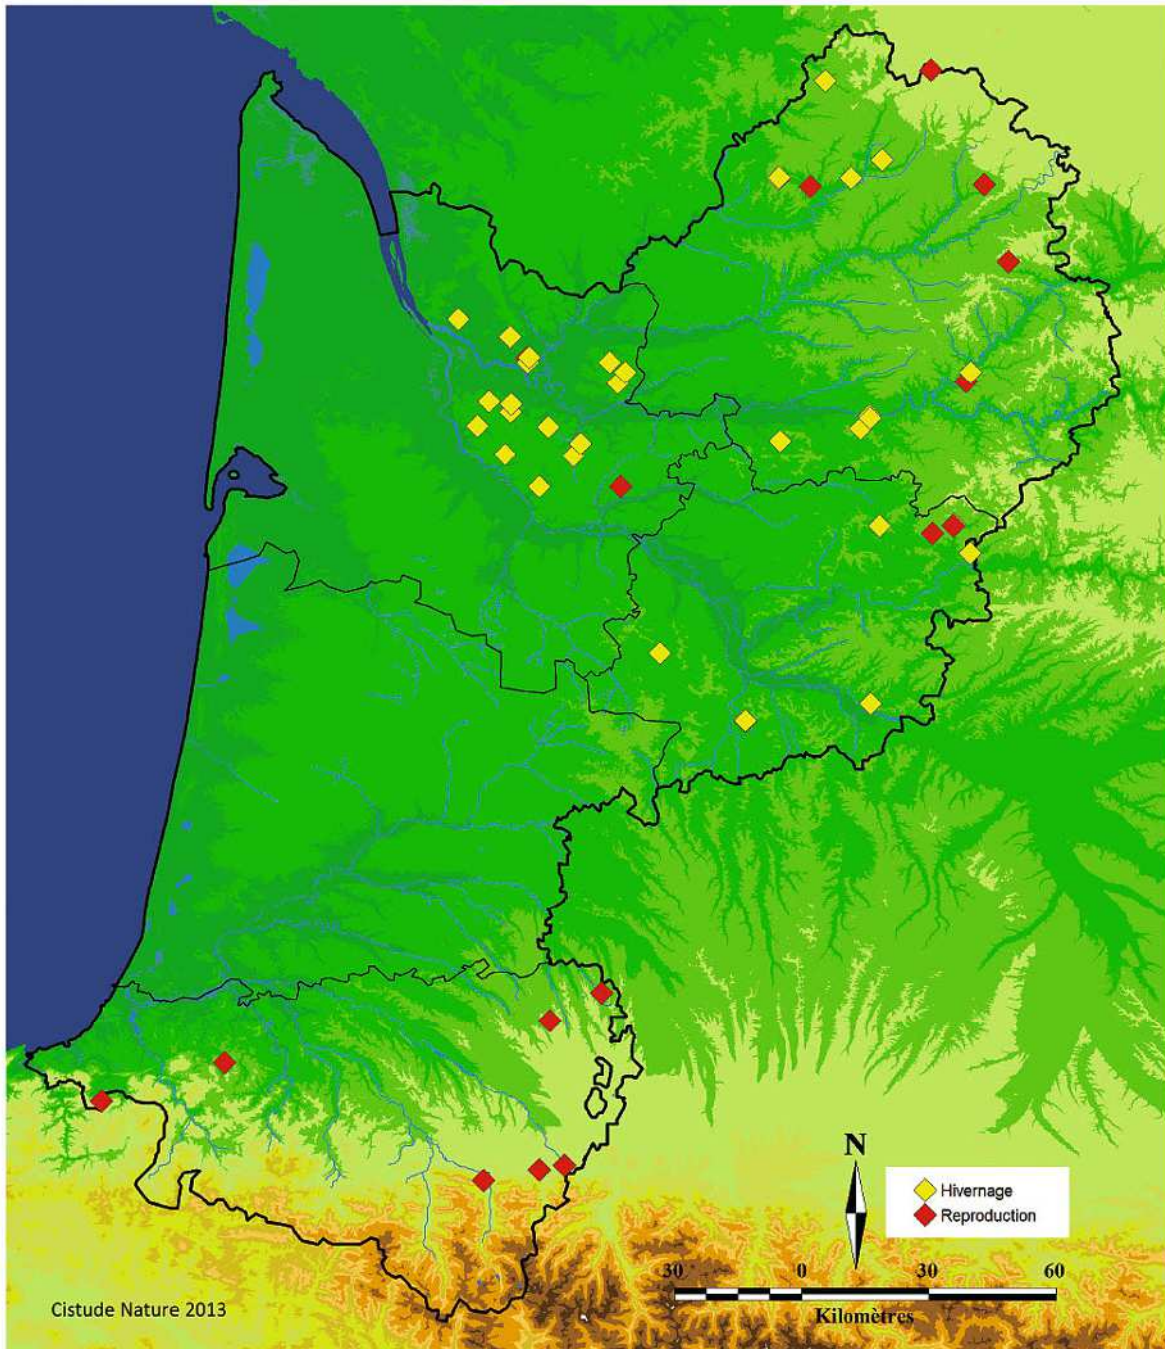 N
Hivernage
Reproduction
30 0 30 60
Kilomètres
Cistude Nature 2013